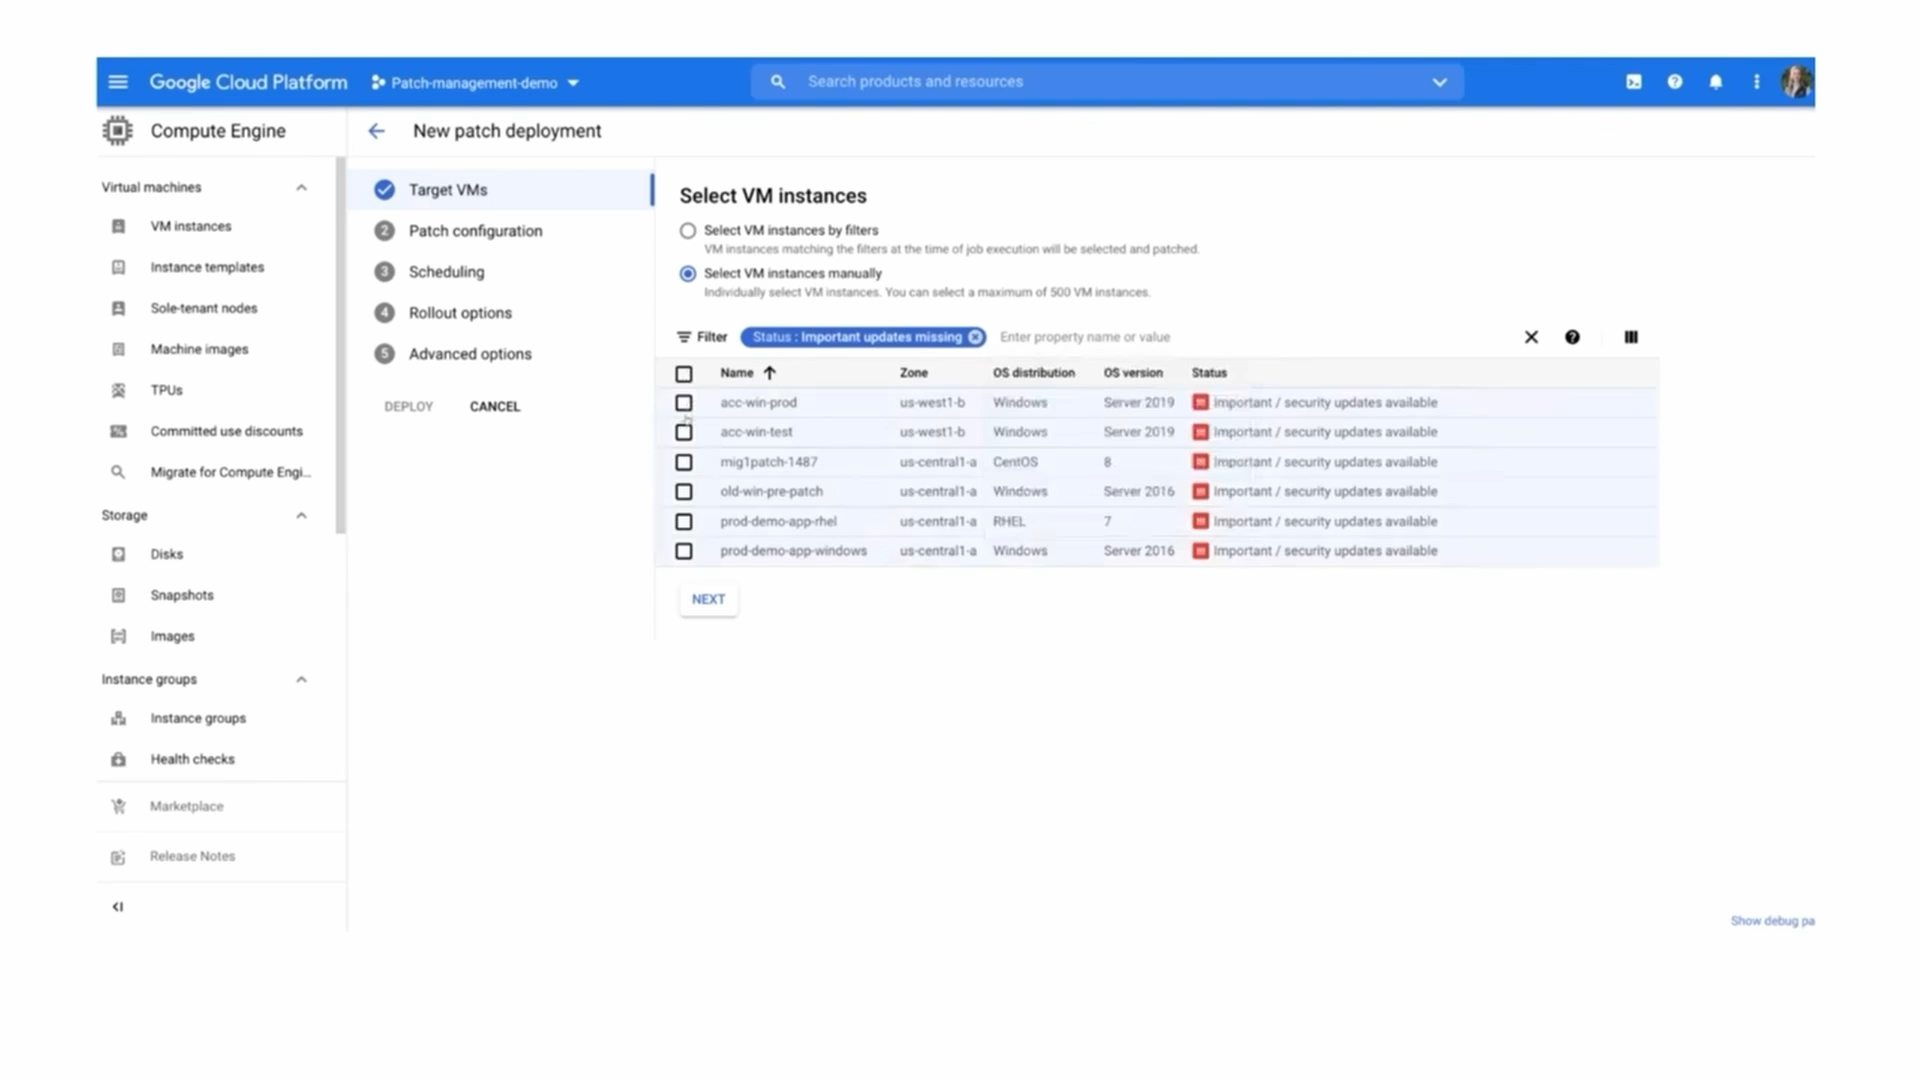 Google Cloud Platform
Patch-management-demo
Search products and resources
Compute Engine
New patch deployment
Virtual machines
VM instances
Instance templates
Sole-tenant nodes
Machine images
TPUs
Committed use discounts
Migrate for Compute Engi...
Storage
Disks
Snapshots
Images
Instance groups
Instance groups
Health checks
Marketplace
Release Notes
Target VMs
2 Patch configuration
3 Scheduling
4 Rollout options
5 Advanced options
DEPLOY CANCEL
Select VM instances
Select VM instances by filters
VM instances matching the filters at the time of job execution will be selected and patched.
Select VM instances manually
Individually select VM instances. You can select a maximum of 500 VM instances.
Filter Status : Important updates missing Enter property name or value
Name Zone OS distribution OS version Status
acc-win-prod us-west1-b Windows Server 2019 Important / security updates available
acc-win-test us-west1-b Windows Server 2019 Important / security updates available
mig1patch-1487 us-central1-a CentOS 8 Important / security updates available
old-win-pre-patch us-central1-a Windows Server 2016 Important / security updates available
prod-demo-app-rhel us-central1-a RHEL 7 Important / security updates available
prod-demo-app-windows us-central1-a Windows Server 2016 Important / security updates available
NEXT
Show debug pa